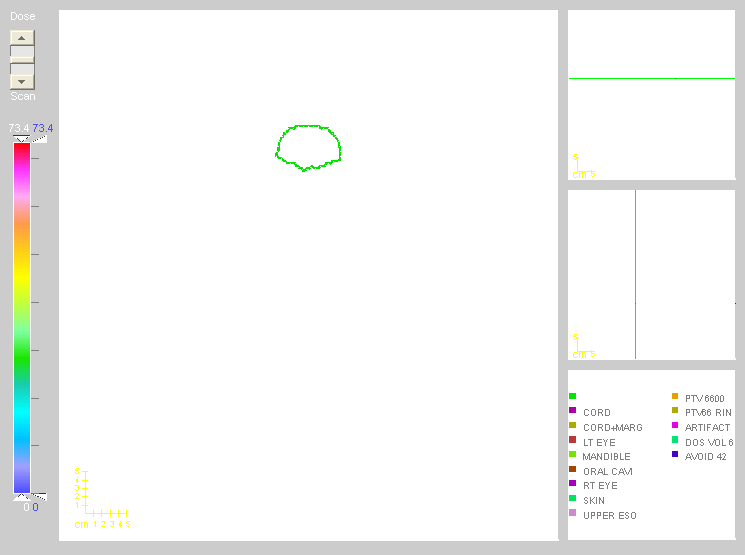 Dose
Scan
73.4 73.4
0 0
5
4
3
2
1
cm 1 2 3 4 5
5
cm 5
5
cm 5
CORD
CORD+MARG
LT EYE
MANDIBLE
ORAL CAVI
RT EYE
SKIN
UPPER ESO
PTV6600
PTV66 RIN
ARTIFACT
DOS VOL 6
AVOID 42